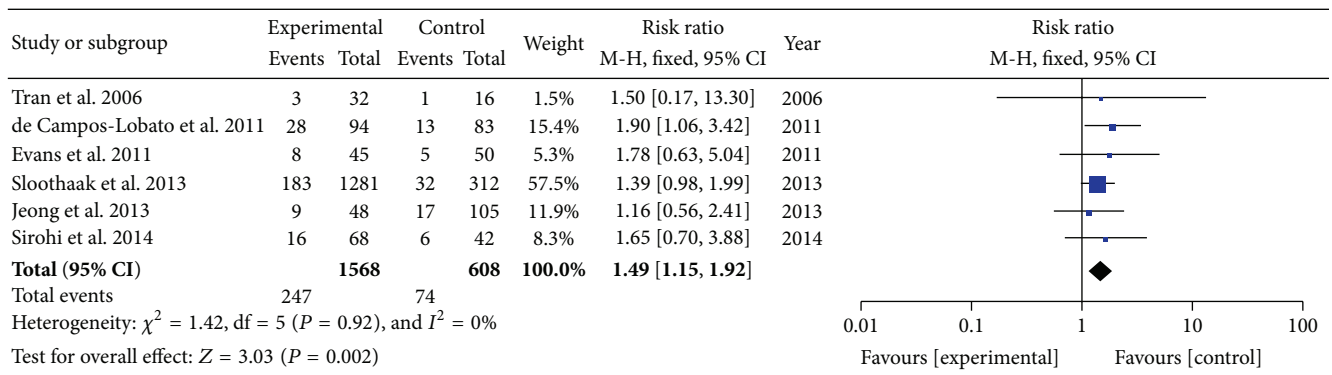 Study or subgroup Experimental Control Weight Risk ratio Year Risk ratio
Events Total Events Total M-H, fixed, 95% CI M-H, fixed, 95% CI
Tran et al. 2006 3 32 1 16 1.5% 1.50 [0.17, 13.30] 2006
de Campos-Lobato et al. 2011 28 94 13 83 15.4% 1.90 [1.06, 3.42] 2011
Evans et al. 2011 8 45 5 50 5.3% 1.78 [0.63, 5.04] 2011
Sloothaak et al. 2013 183 1281 32 312 57.5% 1.39 [0.98, 1.99] 2013
Jeong et al. 2013 9 48 17 105 11.9% 1.16 [0.56, 2.41] 2013
Sirohi et al. 2014 16 68 6 42 8.3% 1.65 [0.70, 3.88] 2014
Total (95% CI) 1568 608 100.0% 1.49 [1.15, 1.92]
Total events 247 74
Heterogeneity: χ² = 1.42, df = 5 (P = 0.92), and I² = 0%
Test for overall effect: Z = 3.03 (P = 0.002)
0.01 0.1 1 10 100
Favours [experimental] Favours [control]